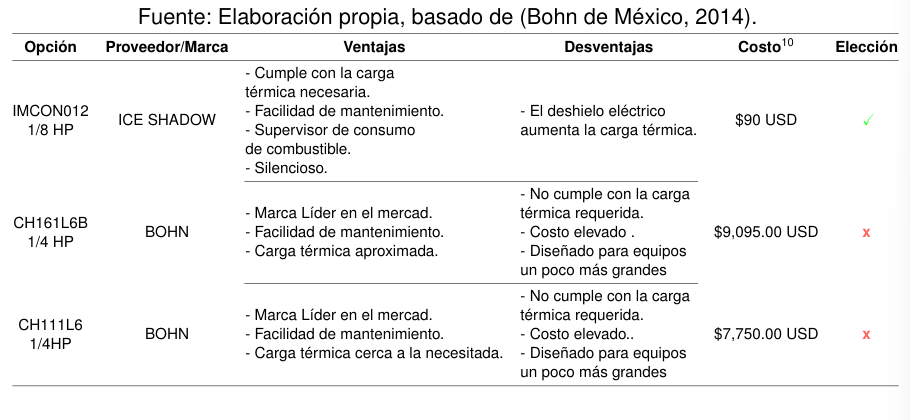 Fuente: Elaboración propia, basado de (Bohn de México, 2014).
Opción Proveedor/Marca Ventajas Desventajas Costo10 Elección
IMCON012
1/8 HP
ICE SHADOW
- Cumple con la carga
térmica necesaria.
- Facilidad de mantenimiento.
- Supervisor de consumo
de combustible.
- Silencioso.
- El deshielo eléctrico
aumenta la carga térmica.
$90 USD
✓
CH161L6B
1/4 HP
BOHN
- Marca Líder en el mercad.
- Facilidad de mantenimiento.
- Carga térmica aproximada.
- No cumple con la carga
térmica requerida.
- Costo elevado .
- Diseñado para equipos
un poco más grandes
$9,095.00 USD
x
CH111L6
1/4HP
BOHN
- Marca Líder en el mercad.
- Facilidad de mantenimiento.
- Carga térmica cerca a la necesitada.
- No cumple con la carga
térmica requerida.
- Costo elevado..
- Diseñado para equipos
un poco más grandes
$7,750.00 USD
x